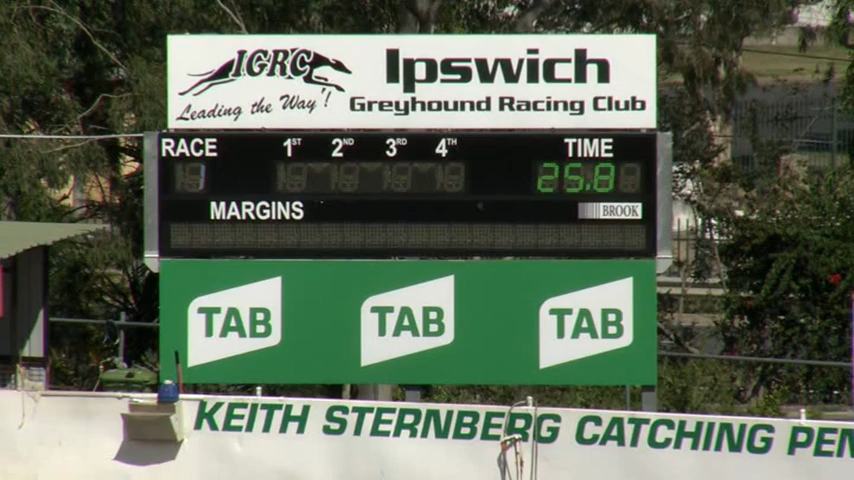 IGRC
Leading the Way'!
Ipswich
Greyhound Racing Club
RACE 1ST 2ND 3RD 4TH TIME
1 25.8
MARGINS BROOK
TAB TAB TAB
KEITH STERNBERG CATCHING PEN